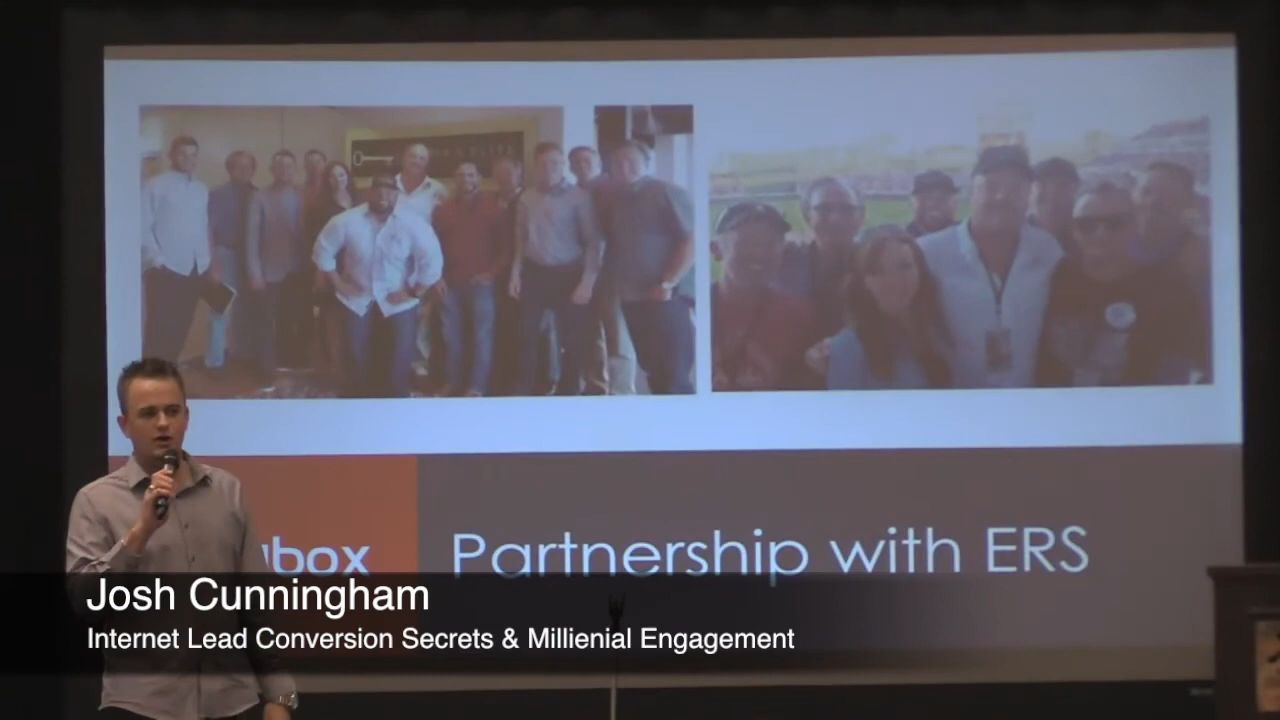 Partnership with ERS
Josh Cunningham
Internet Lead Conversion Secrets & Millienial Engagement